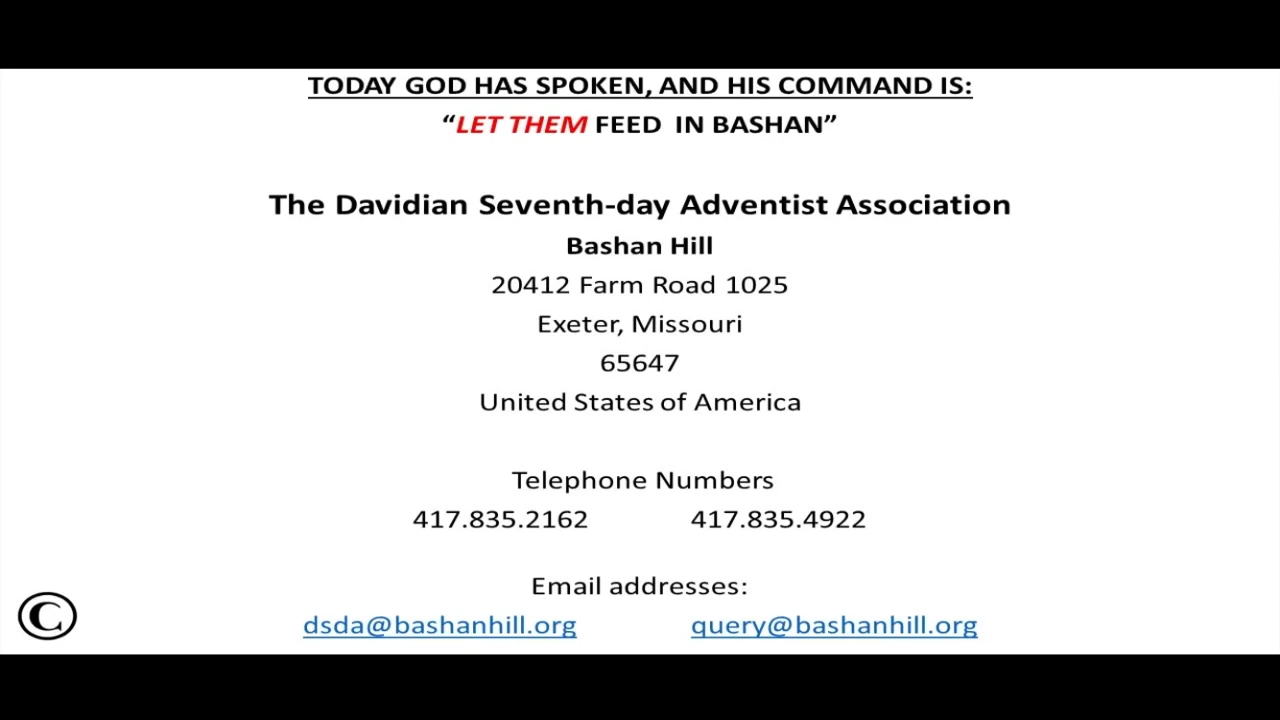 TODAY GOD HAS SPOKEN, AND HIS COMMAND IS:
“LET THEM FEED IN BASHAN”
The Davidian Seventh-day Adventist Association
Bashan Hill
20412 Farm Road 1025
Exeter, Missouri
65647
United States of America
Telephone Numbers
417.835.2162 417.835.4922
Email addresses:
dsda@bashanhill.org query@bashanhill.org
©